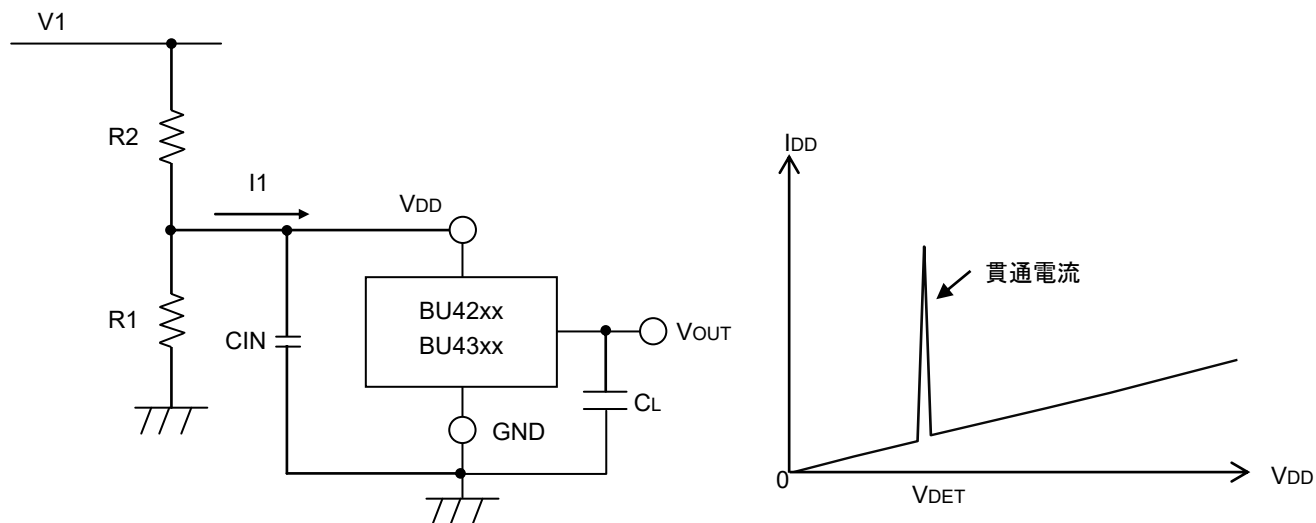 V1
R2
I1
VDD
R1
CIN
BU42xx
BU43xx
VOUT
CL
GND
IDD
貫通電流
0
VDET
VDD